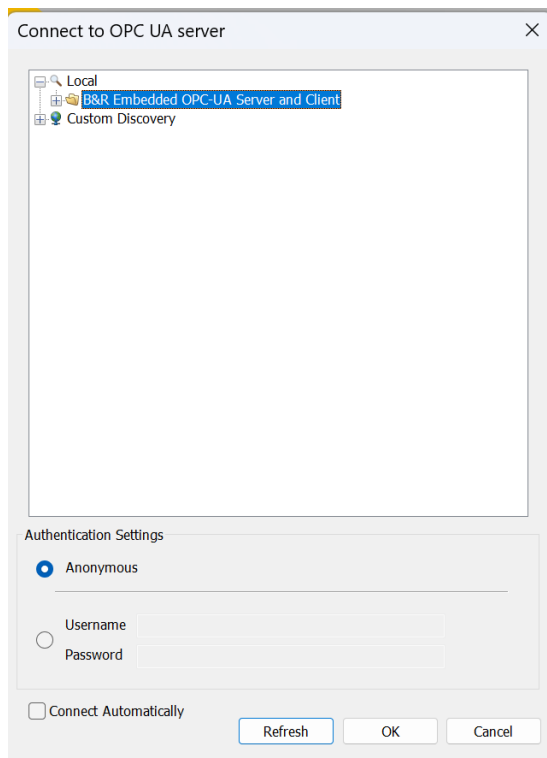 Connect to OPC UA server
Local
B&R Embedded OPC-UA Server and Client
Custom Discovery
Authentication Settings
Anonymous
Username
Password
Connect Automatically
Refresh OK Cancel